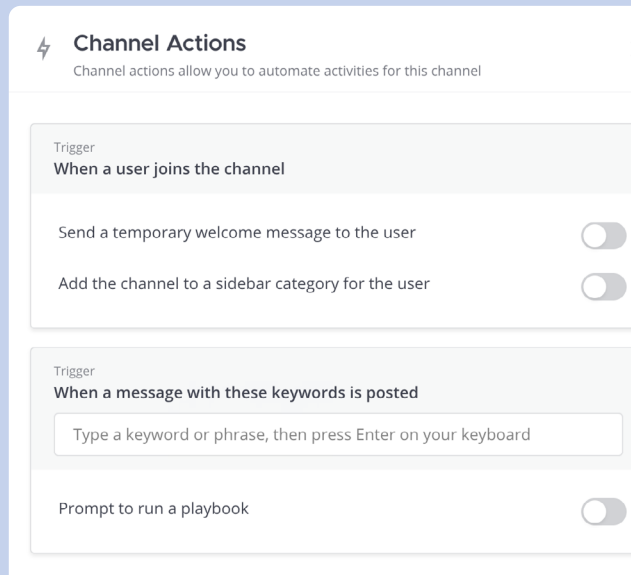 Channel Actions
Channel actions allow you to automate activities for this channel
Trigger
When a user joins the channel
Send a temporary welcome message to the user
Add the channel to a sidebar category for the user
Trigger
When a message with these keywords is posted
Type a keyword or phrase, then press Enter on your keyboard
Prompt to run a playbook